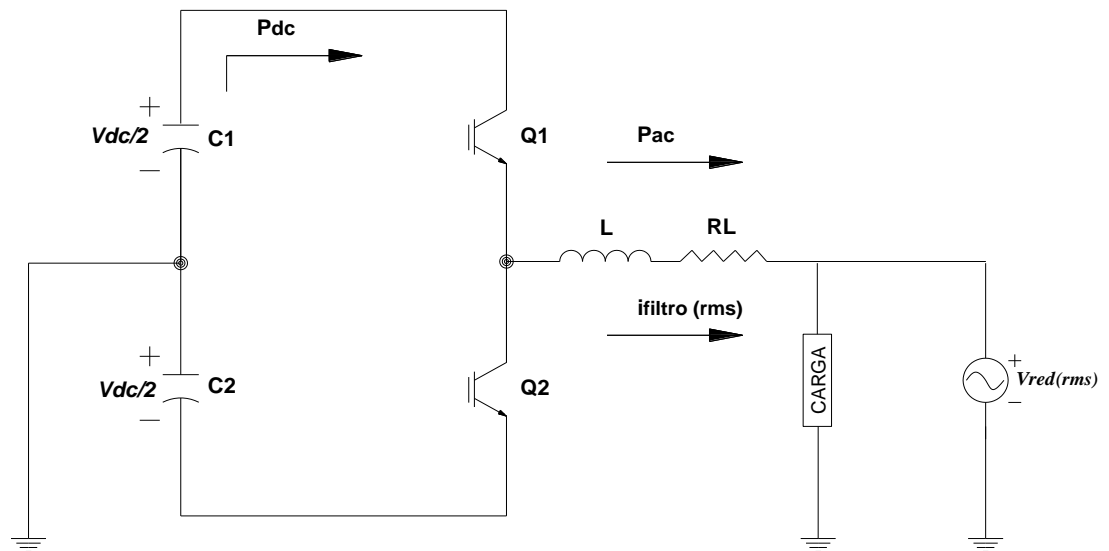 Pdc
+
Vdc/2
C1
−
Q1
Pac
L
RL
ifiltro (rms)
+
Vdc/2
C2
−
Q2
CARGA
+
Vred(rms)
−